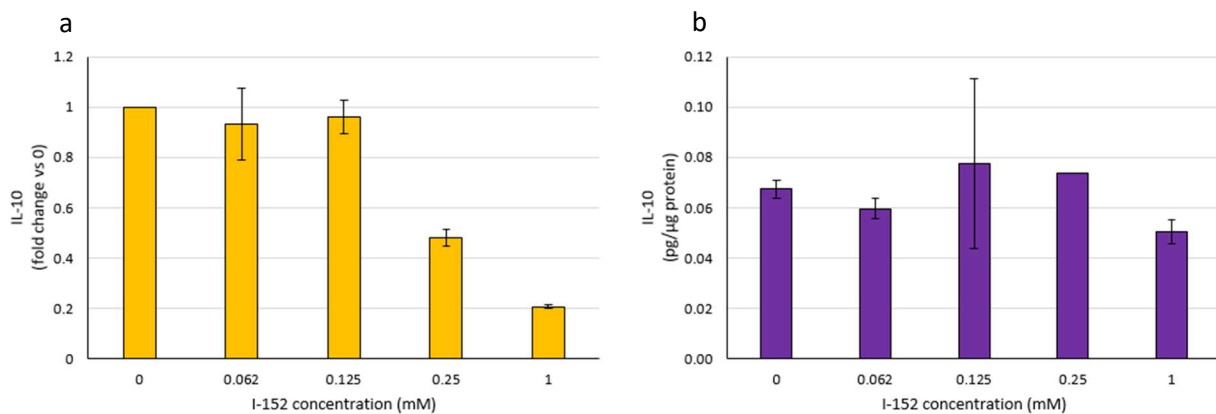 a
1.2
1
0.8
0.6
0.4
0.2
0
IL-10
(fold change vs 0)
0 0.062 0.125 0.25 1
I-152 concentration (mM)
b
0.12
0.10
0.08
0.06
0.04
0.02
0.00
IL-10
(pg/µg protein)
0 0.062 0.125 0.25 1
I-152 concentration (mM)